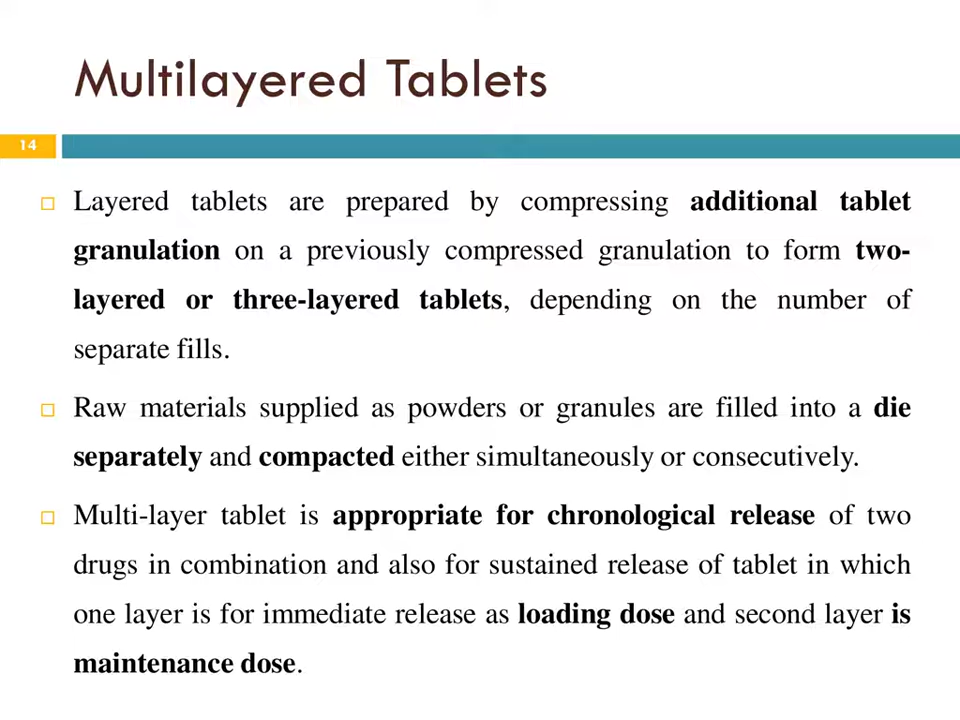 Multilayered Tablets
14
Layered tablets are prepared by compressing additional tablet
granulation on a previously compressed granulation to form two-
layered or three-layered tablets, depending on the number of
separate fills.
Raw materials supplied as powders or granules are filled into a die
separately and compacted either simultaneously or consecutively.
Multi-layer tablet is appropriate for chronological release of two
drugs in combination and also for sustained release of tablet in which
one layer is for immediate release as loading dose and second layer is
maintenance dose.